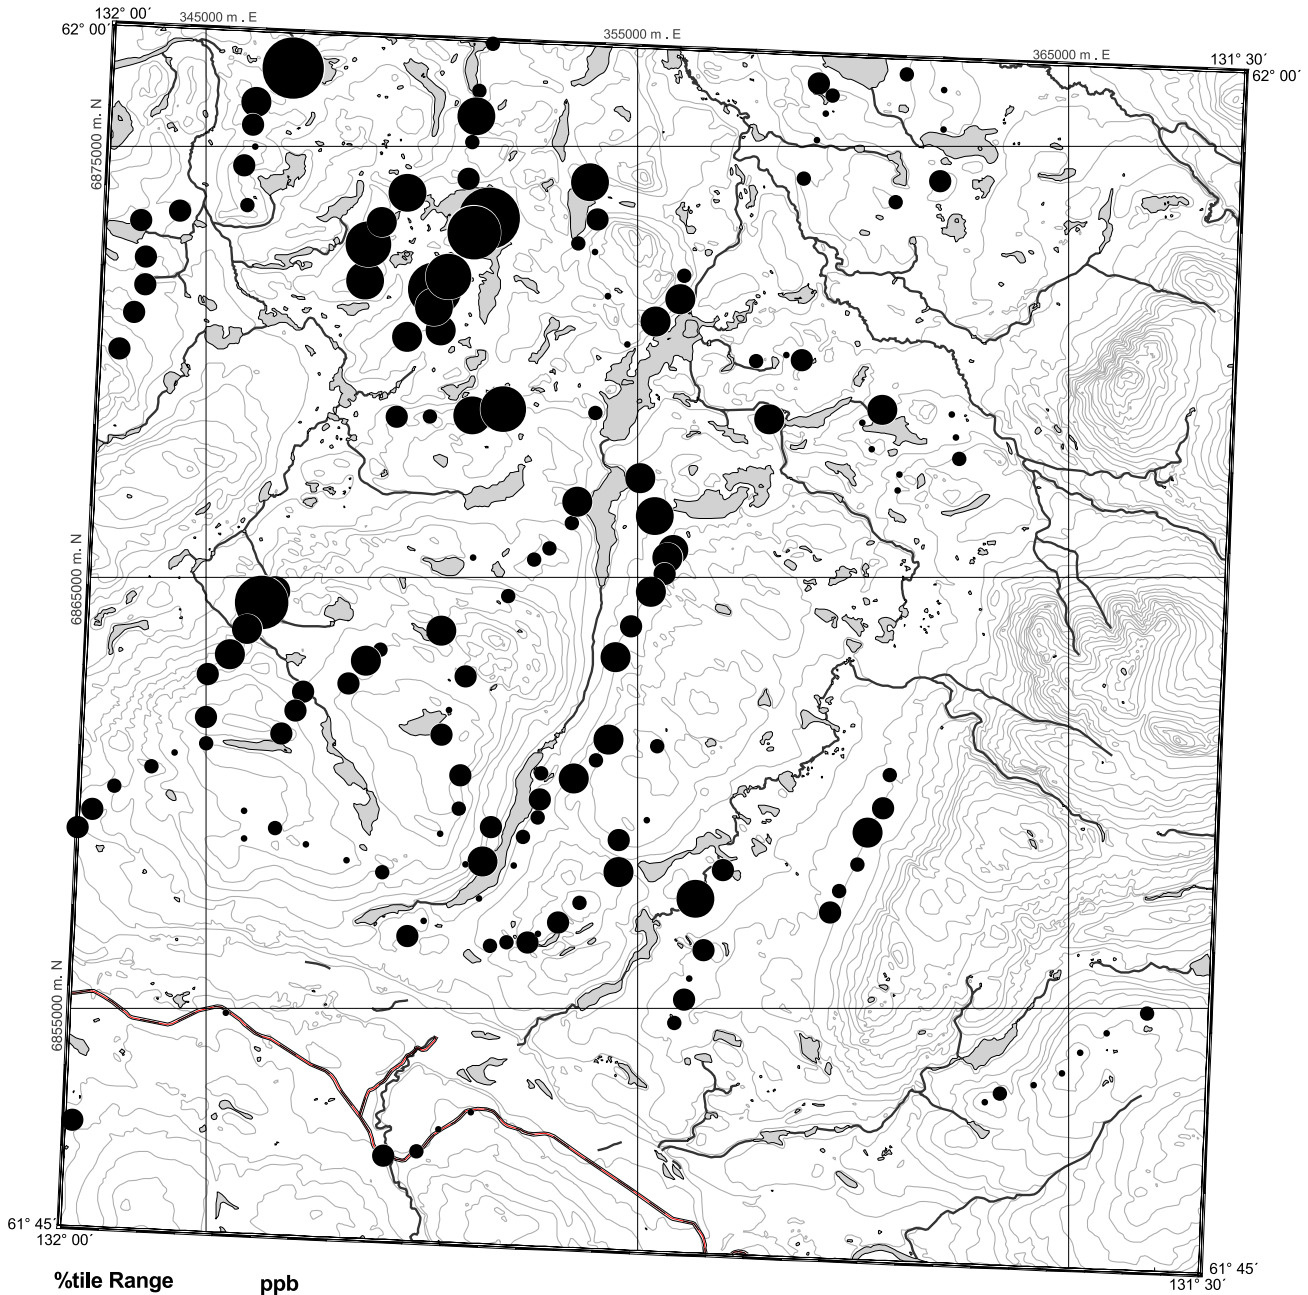 132° 00´
345000 m . E
62° 00´
355000 m . E
365000 m . E
131° 30´
62° 00´
6875000 m. N
6865000 m. N
6855000 m. N
61° 45´
132° 00´
61° 45´
131° 30´
%tile Range ppb